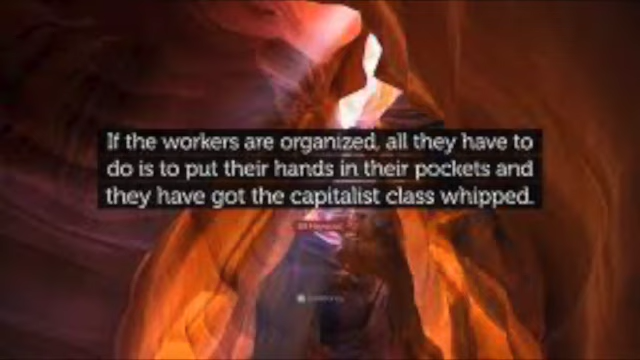 If the workers are organized, all they have to
do is to put their hands in their pockets and
they have got the capitalist class whipped.